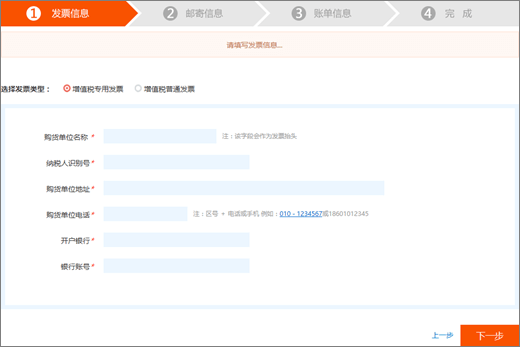 1 发票信息 2 邮寄信息 3 账单信息 4 完 成
请填写发票信息...
选择发票类型： 增值税专用发票 增值税普通发票
购货单位名称 * 注：该字段会作为发票抬头
纳税人识别号 *
购货单位地址 *
购货单位电话 * 注：区号 + 电话或手机 例如：010 - 1234567或18601012345
开户银行 *
银行账号 *
上一步 下一步